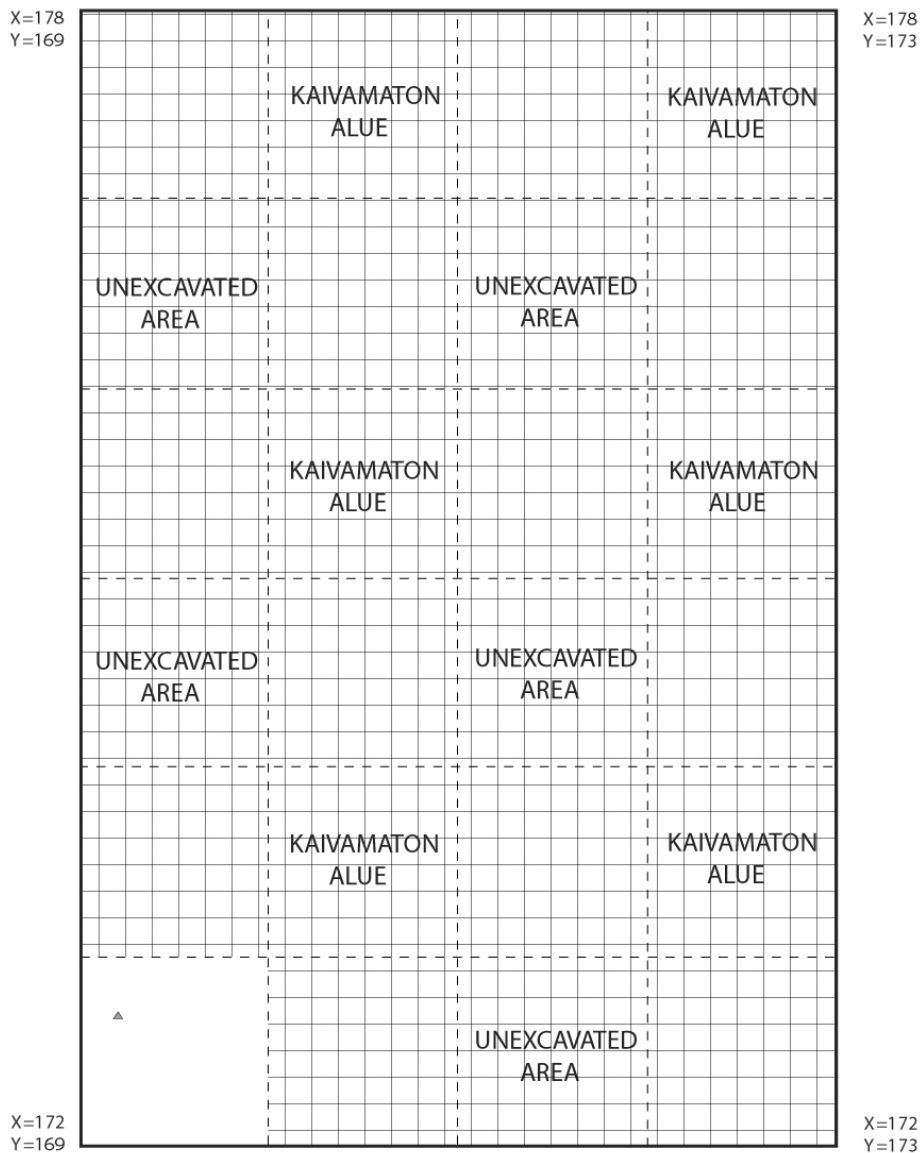 X=178
Y=169
X=178
Y=173
KAIVAMATON
ALUE
KAIVAMATON
ALUE
UNEXCAVATED
AREA
UNEXCAVATED
AREA
KAIVAMATON
ALUE
KAIVAMATON
ALUE
UNEXCAVATED
AREA
UNEXCAVATED
AREA
KAIVAMATON
ALUE
KAIVAMATON
ALUE
UNEXCAVATED
AREA
X=172
Y=169
X=172
Y=173